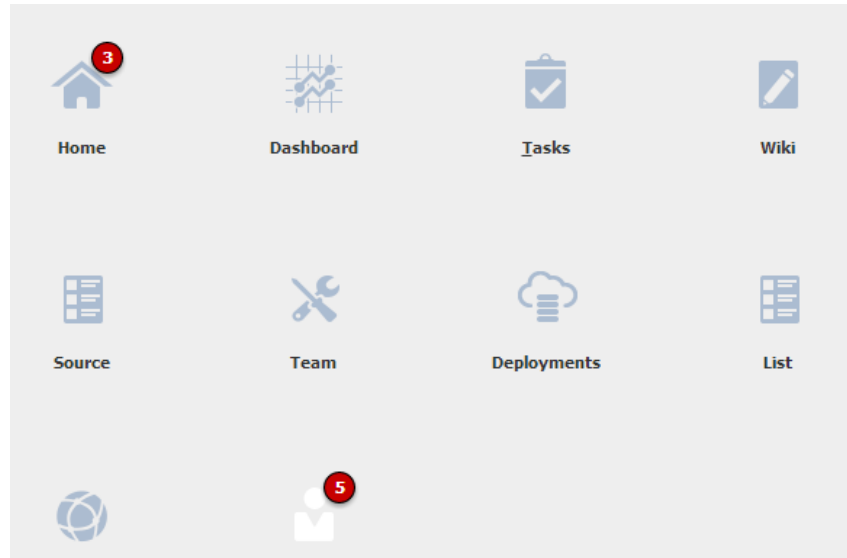 3
Home
Dashboard
Tasks
Wiki
Source
Team
Deployments
List
5